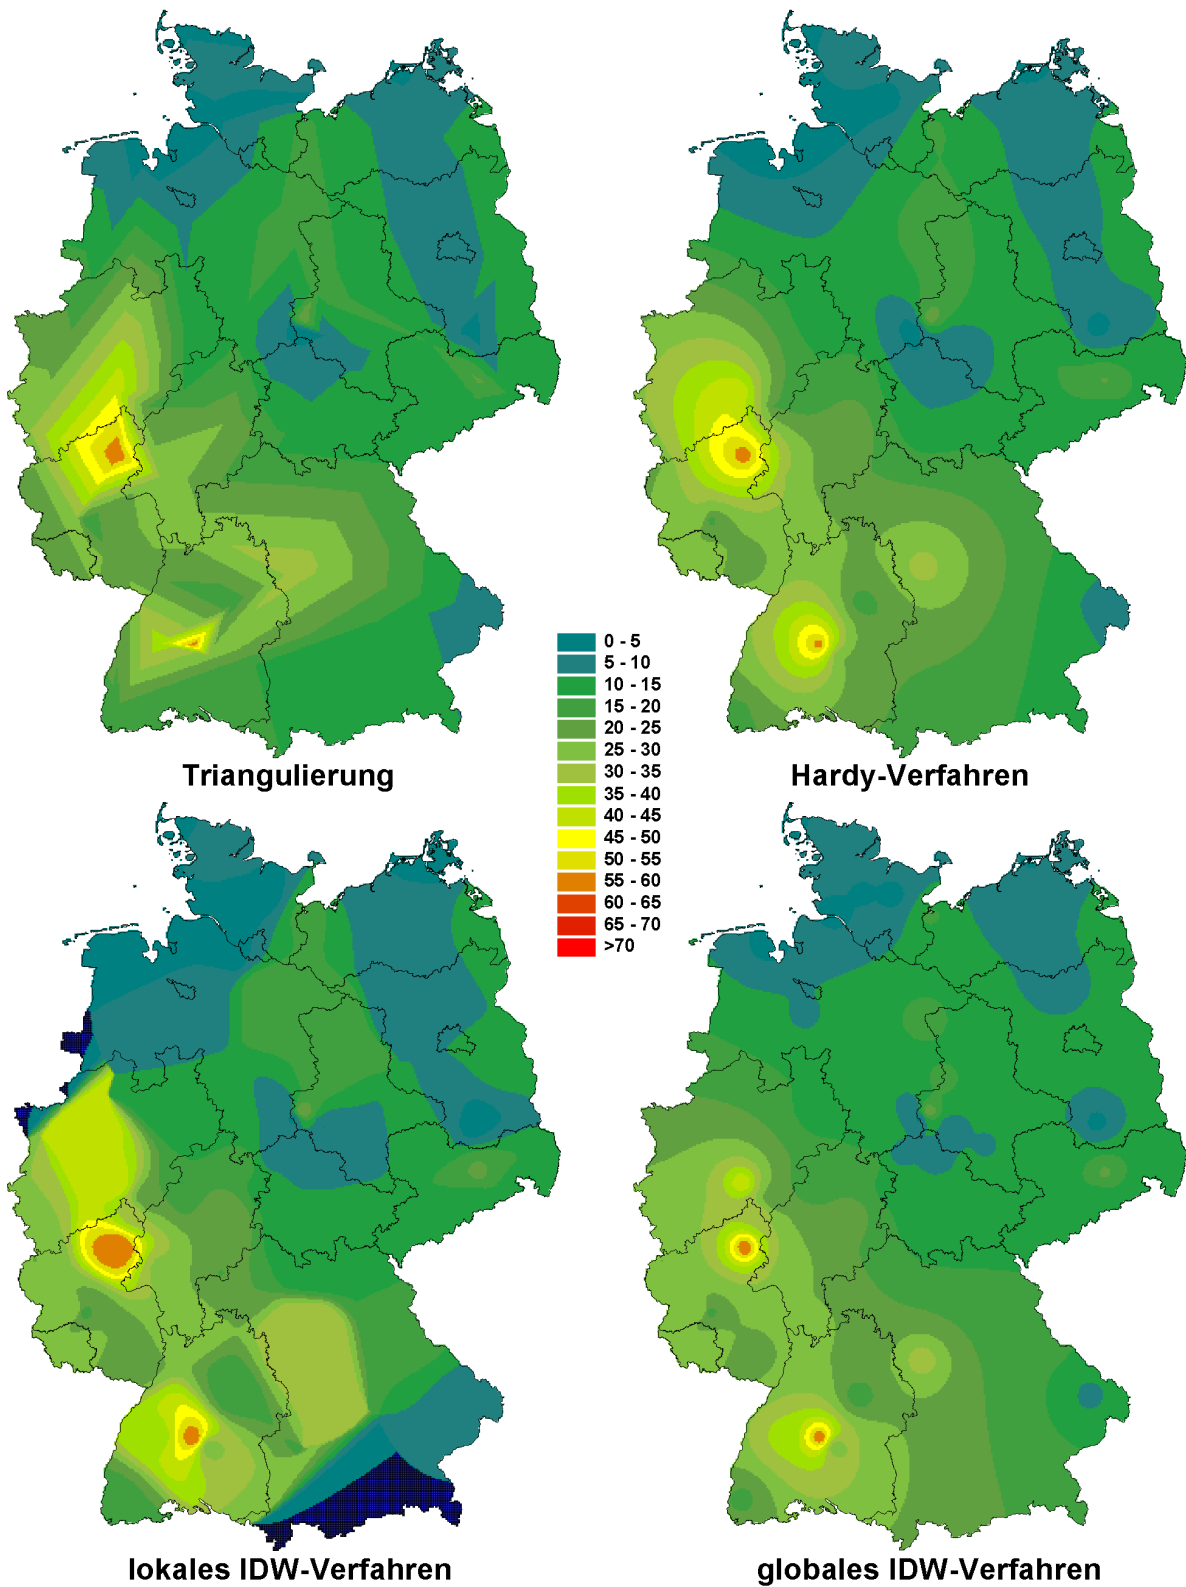 0 - 5
5 - 10
10 - 15
15 - 20
20 - 25
25 - 30
30 - 35
35 - 40
40 - 45
45 - 50
50 - 55
55 - 60
60 - 65
65 - 70
>70
Triangulierung
Hardy-Verfahren
lokales IDW-Verfahren
globales IDW-Verfahren